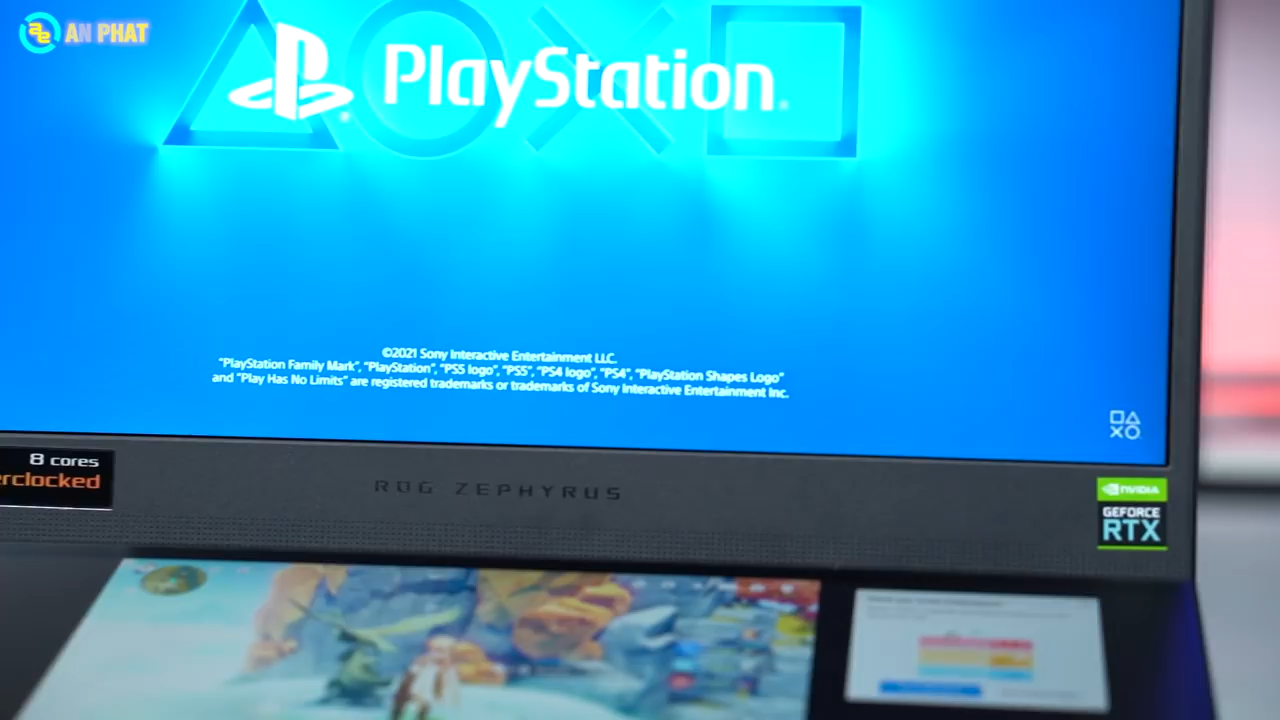 AN PHAT
PlayStation
©2021 Sony Interactive Entertainment LLC.
"PlayStation Family Mark", "PlayStation", "PS5 logo", "PS5", "PS4 logo", "PS4", "PlayStation Shapes Logo"
and "Play Has No Limits" are registered trademarks or trademarks of Sony Interactive Entertainment Inc.
8 cores
erclocked
ROG ZEPHYRUS
NVIDIA
GEFORCE
RTX